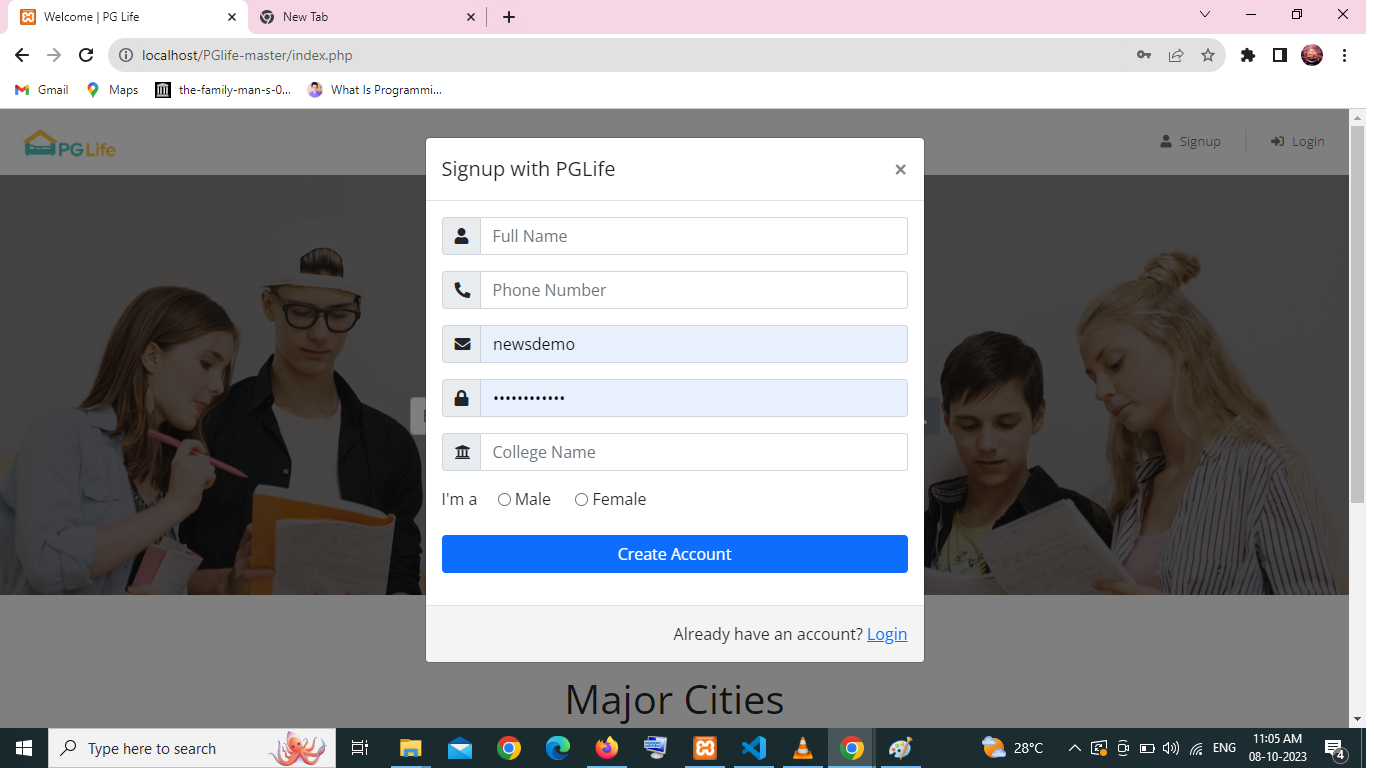 Welcome | PG Life
New Tab
localhost/PGlife-master/index.php
Gmail
Maps
the-family-man-s-0...
What Is Programmi...
PG Life
Signup
Login
Signup with PGLife
×
Full Name
Phone Number
newsdemo
••••••••••••
College Name
I'm a Male Female
Create Account
Already have an account? Login
Major Cities
Type here to search
28°C
ENG
11:05 AM
08-10-2023
4